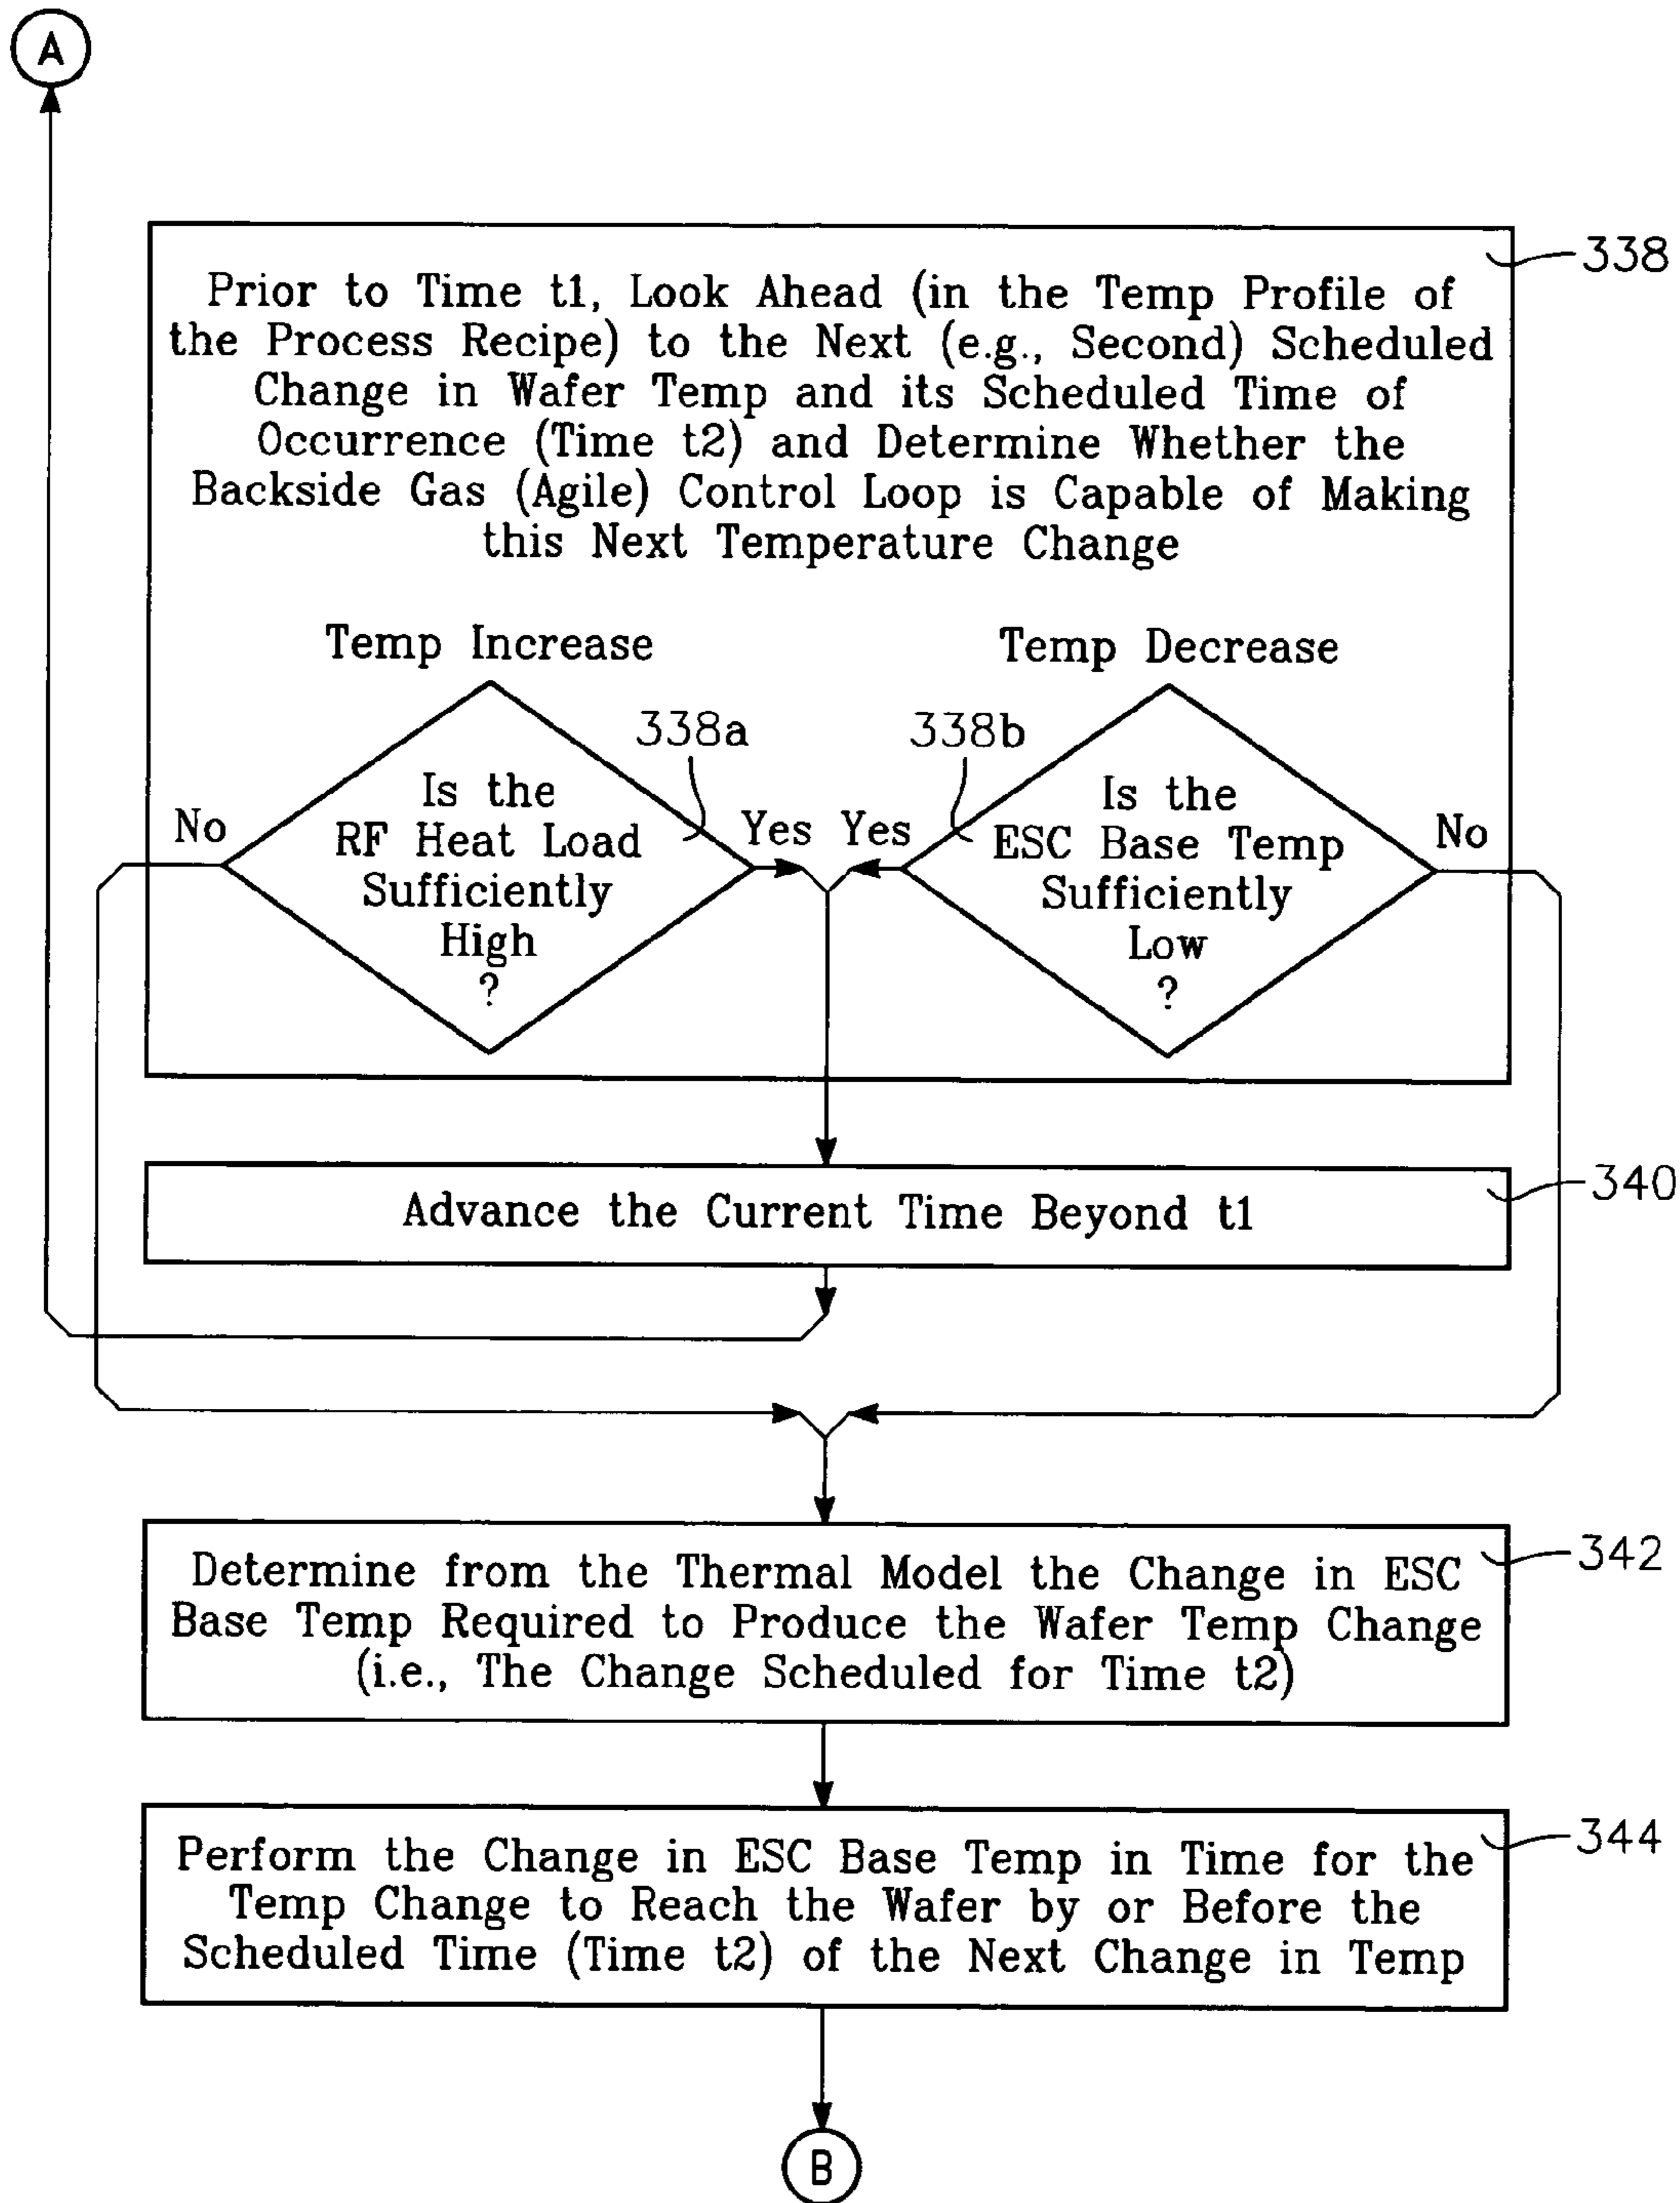 A
338
Prior to Time t1, Look Ahead (in the Temp Profile of
the Process Recipe) to the Next (e.g., Second) Scheduled
Change in Wafer Temp and its Scheduled Time of
Occurrence (Time t2) and Determine Whether the
Backside Gas (Agile) Control Loop is Capable of Making
this Next Temperature Change
Temp Increase
Temp Decrease
338a
338b
No
Is the
RF Heat Load
Sufficiently
High
?
Yes
Yes
Is the
ESC Base Temp
Sufficiently
Low
?
No
Advance the Current Time Beyond t1
340
Determine from the Thermal Model the Change in ESC
Base Temp Required to Produce the Wafer Temp Change
(i.e., The Change Scheduled for Time t2)
342
Perform the Change in ESC Base Temp in Time for the
Temp Change to Reach the Wafer by or Before the
Scheduled Time (Time t2) of the Next Change in Temp
344
B